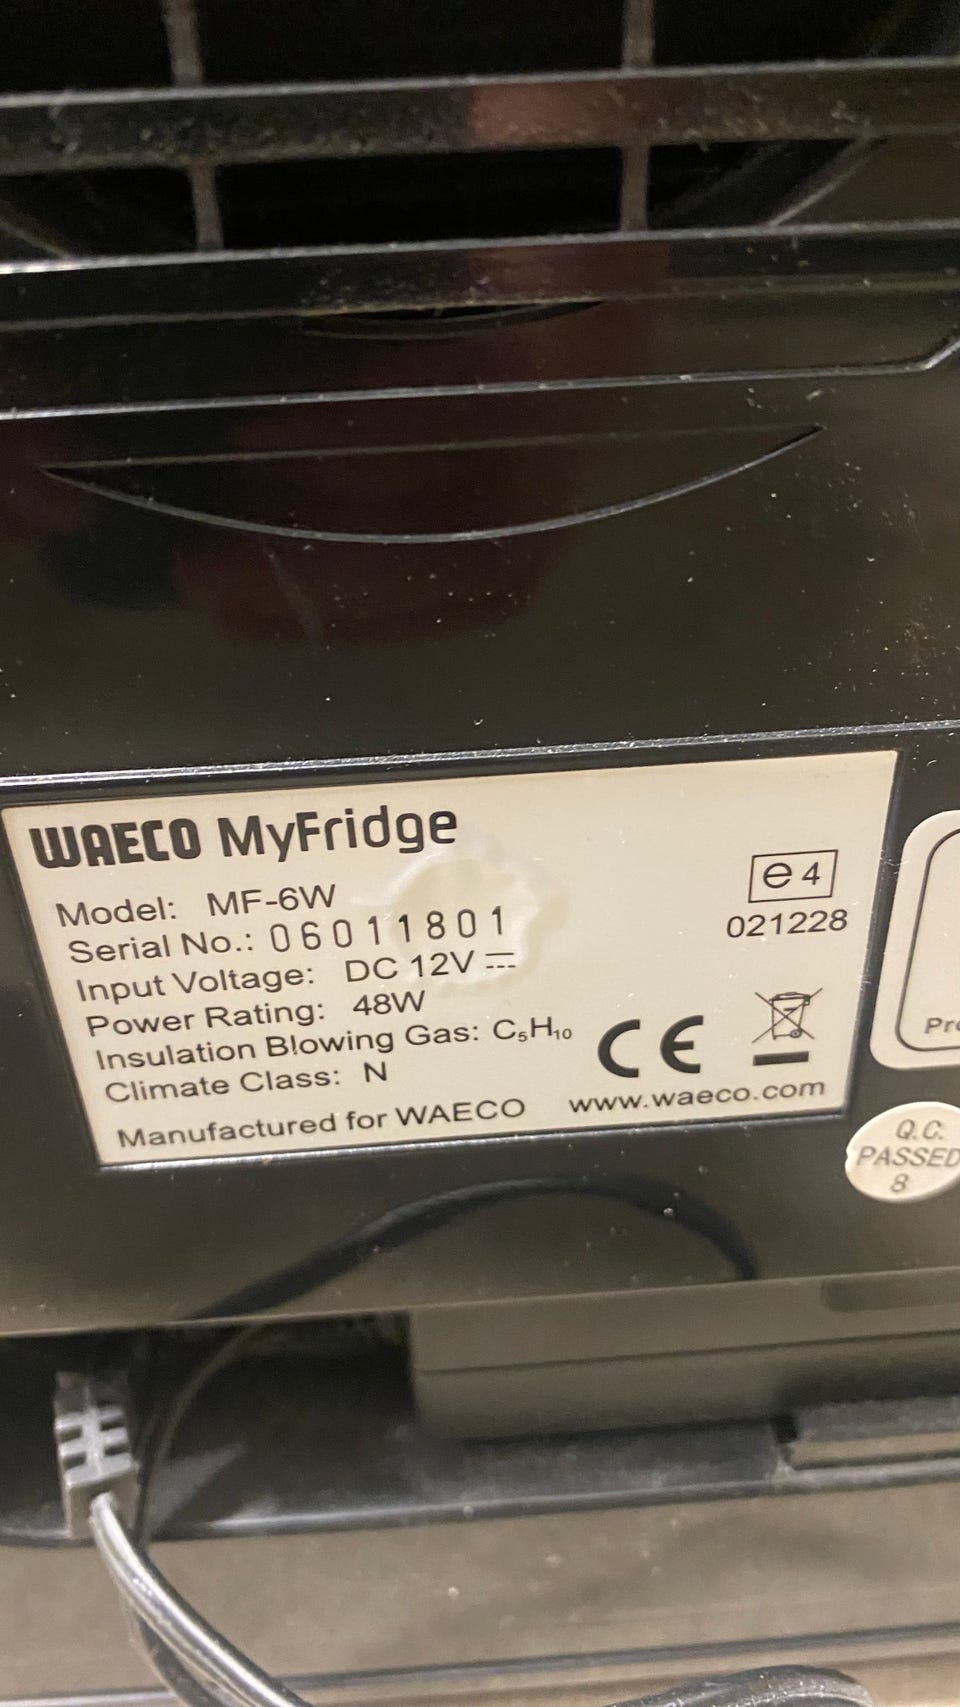 WAECO MyFridge
Model: MF-6W
Serial No.: 06011801
Input Voltage: DC 12V
Power Rating: 48W
Insulation Blowing Gas: C₅H₁₀
Climate Class: N
Manufactured for WAECO
www.waeco.com
e4
021228
CE
Q.C.
PASSED
8